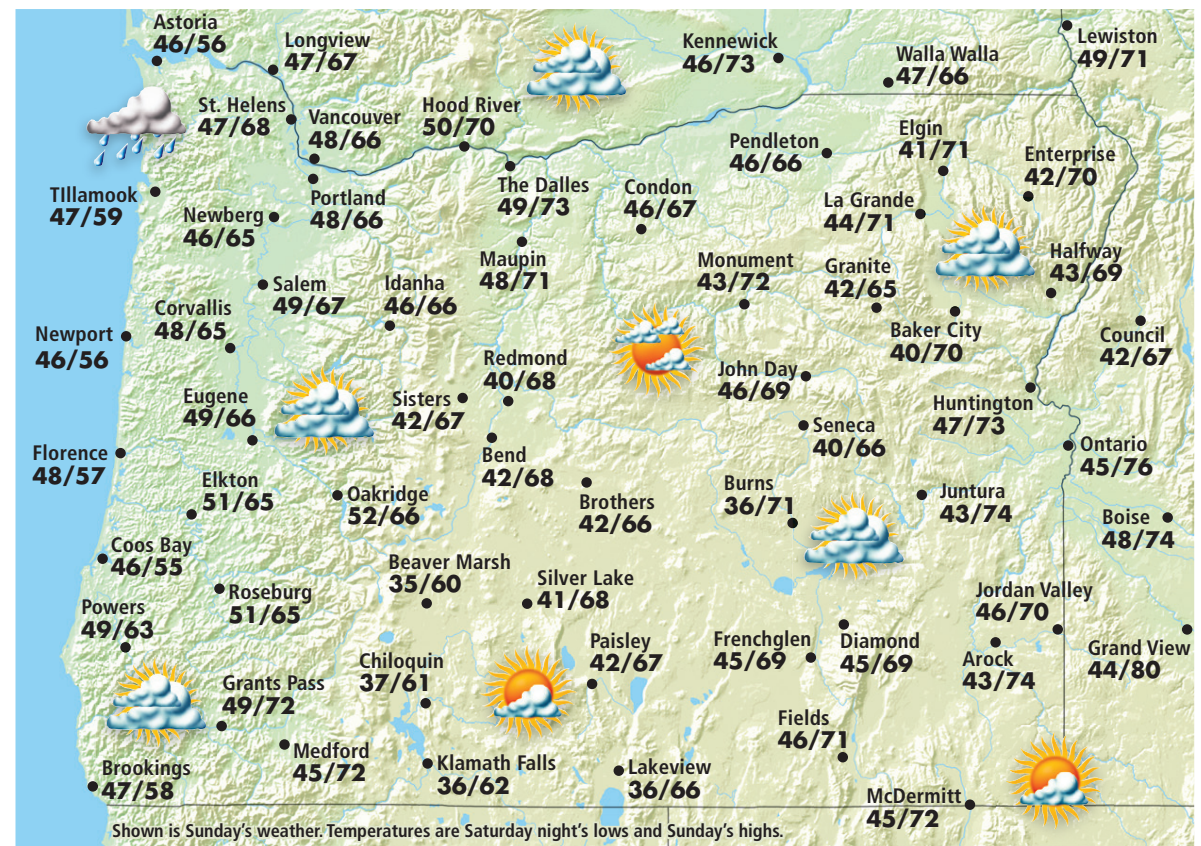 Astoria
46/56
Longview
47/67
Kennewick
46/73
Walla Walla
47/66
Lewiston
49/71
St. Helens
47/68
Vancouver
48/66
Hood River
50/70
Pendleton
46/66
Elgin
41/71
Enterprise
42/70
TIllamook
47/59
Newberg
46/65
Portland
48/66
The Dalles
49/73
Condon
46/67
La Grande
44/71
Maupin
48/71
Monument
43/72
Granite
42/65
Halfway
43/69
Salem
49/67
Idanha
46/66
Corvallis
48/65
Newport
46/56
Baker City
40/70
Council
42/67
Redmond
40/68
John Day
46/69
Eugene
49/66
Sisters
42/67
Huntington
47/73
Seneca
40/66
Ontario
45/76
Florence
48/57
Bend
42/68
Elkton
51/65
Oakridge
52/66
Brothers
42/66
Burns
36/71
Juntura
43/74
Boise
48/74
Coos Bay
46/55
Beaver Marsh
35/60
Silver Lake
41/68
Roseburg
51/65
Powers
49/63
Jordan Valley
46/70
Paisley
42/67
Frenchglen
45/69
Diamond
45/69
Arock
43/74
Grand View
44/80
Chiloquin
37/61
Grants Pass
49/72
Fields
46/71
Medford
45/72
Klamath Falls
36/62
Lakeview
36/66
Brookings
47/58
McDermitt
45/72
Shown is Sunday's weather. Temperatures are Saturday night's lows and Sunday's highs.